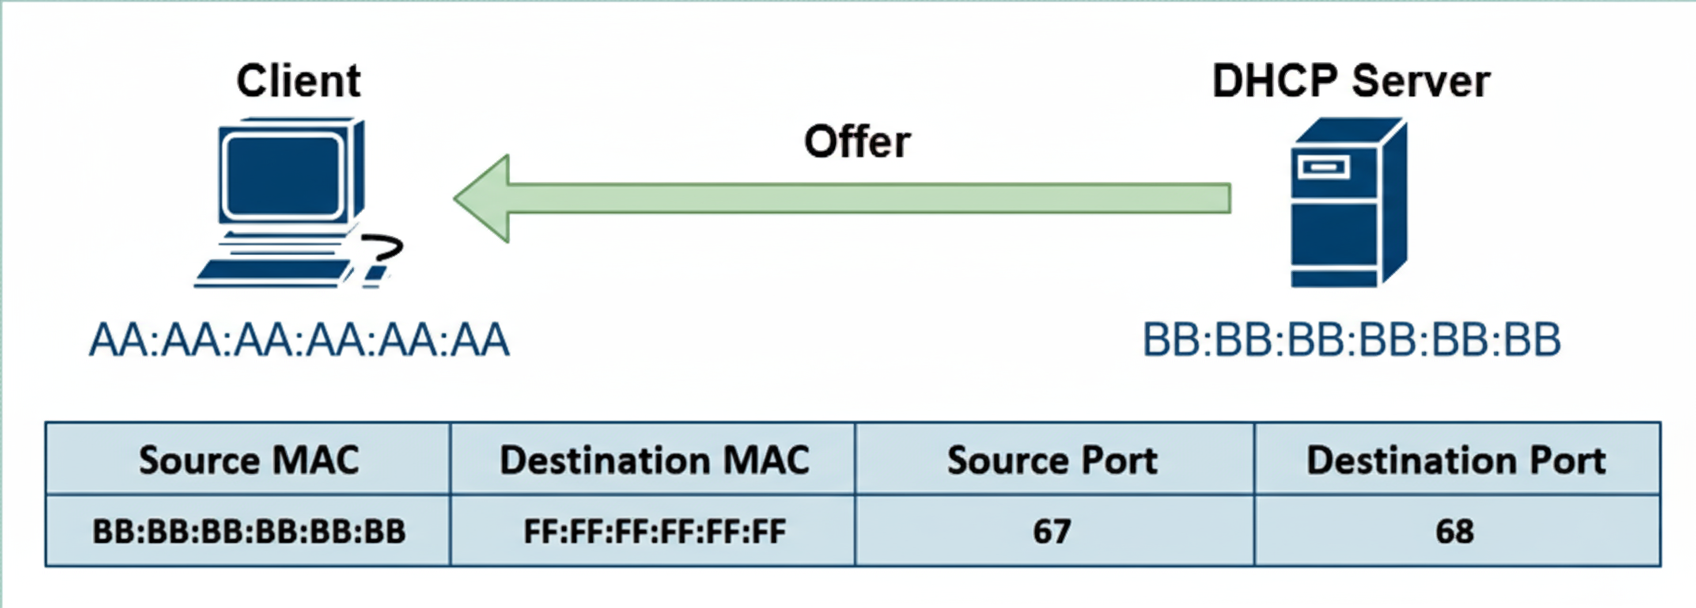 Client
DHCP Server
Offer
?
AA:AA:AA:AA:AA:AA
BB:BB:BB:BB:BB:BB
Source MAC Destination MAC Source Port Destination Port
BB:BB:BB:BB:BB:BB FF:FF:FF:FF:FF:FF 67 68